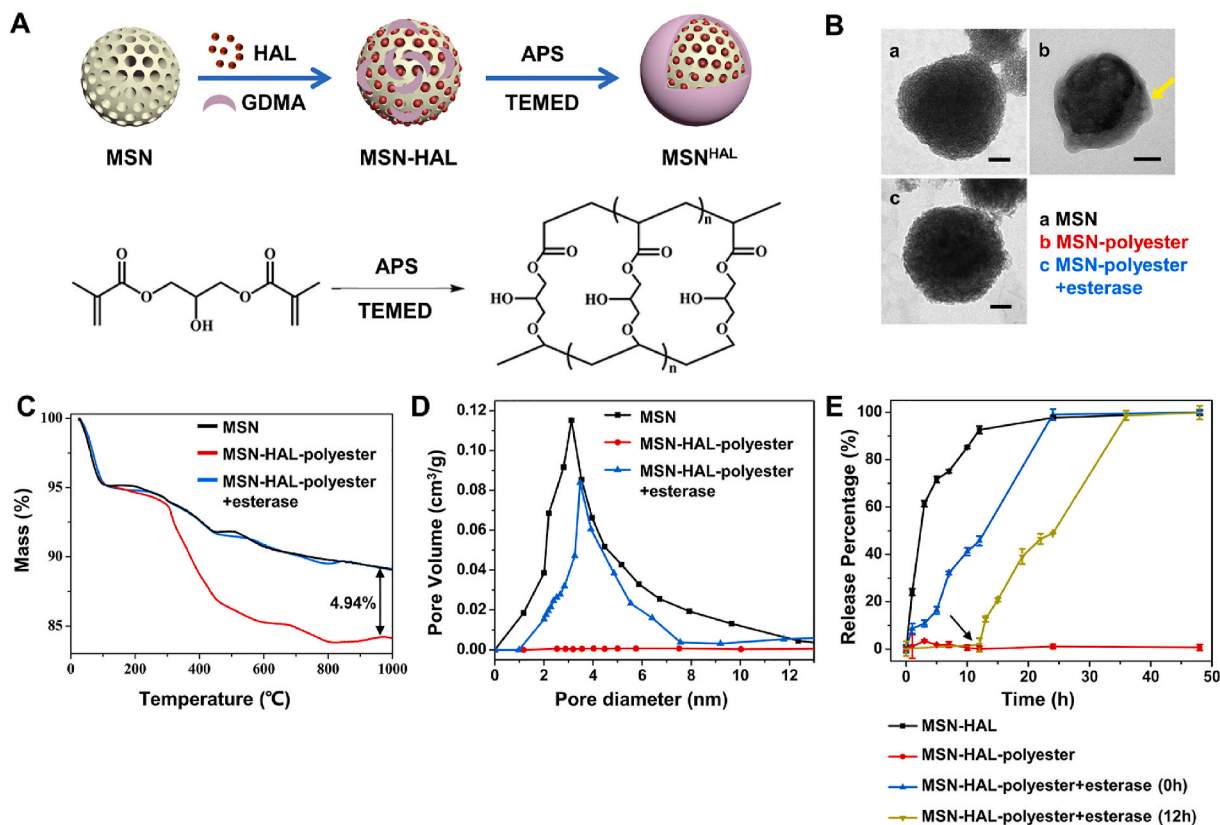 A
HAL
GDMA
APS
TEMED
MSN
MSN-HAL
MSN^HAL
O
O
OH
O
O
APS
TEMED
n
O
O
O
O
O
O
HO
HO
HO
O
O
O
n
B
a
b
c
a MSN
b MSN-polyester
c MSN-polyester
+esterase
C
MSN
MSN-HAL-polyester
MSN-HAL-polyester
+esterase
4.94%
Mass (%)
100
95
90
85
0
200
400
600
800
1000
Temperature (℃)
D
MSN
MSN-HAL-polyester
MSN-HAL-polyester
+esterase
Pore Volume (cm³/g)
0.12
0.10
0.08
0.06
0.04
0.02
0.00
0
2
4
6
8
10
12
Pore diameter (nm)
E
Release Percentage (%)
100
80
60
40
20
0
0
10
20
30
40
50
Time (h)
MSN-HAL
MSN-HAL-polyester
MSN-HAL-polyester+esterase (0h)
MSN-HAL-polyester+esterase (12h)